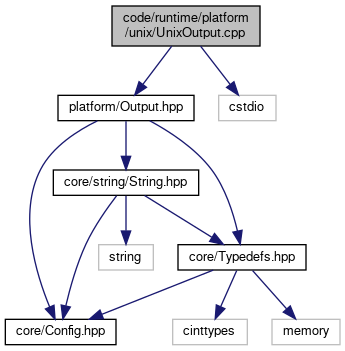 code/runtime/platform
/unix/UnixOutput.cpp
platform/Output.hpp
cstdio
core/string/String.hpp
string
core/Typedefs.hpp
core/Config.hpp
cinttypes
memory